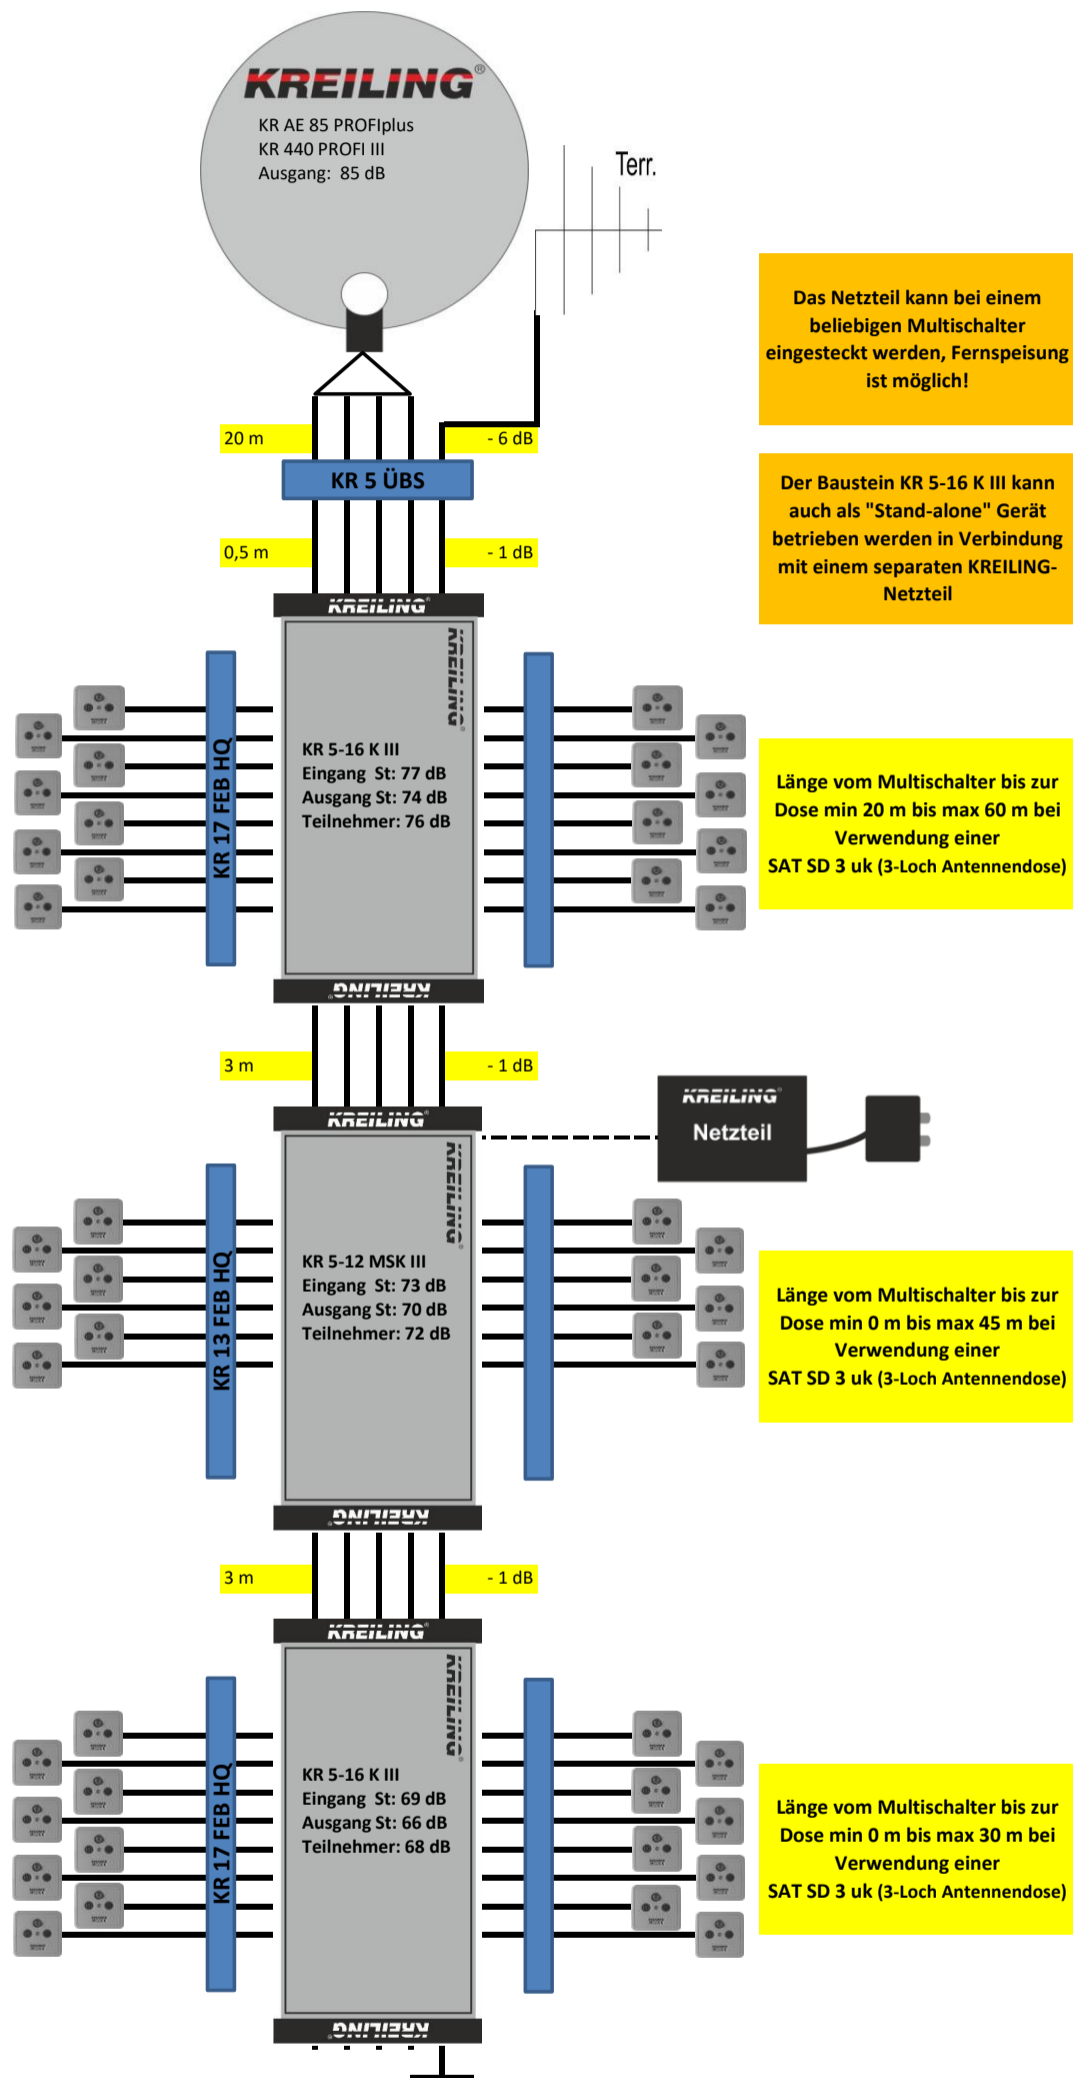 KREILING®
KR AE 85 PROFIplus
KR 440 PROFI III
Ausgang: 85 dB
Terr.
Das Netzteil kann bei einem
beliebigen Multischalter
eingesteckt werden, Fernspeisung
ist möglich!
20 m
- 6 dB
KR 5 ÜBS
Der Baustein KR 5-16 K III kann
auch als "Stand-alone" Gerät
betrieben werden in Verbindung
mit einem separaten KREILING-
Netzteil
0,5 m
- 1 dB
KREILING®
KREILING®
KR 17 FEB HQ
KR 5-16 K III
Eingang St: 77 dB
Ausgang St: 74 dB
Teilnehmer: 76 dB
Länge vom Multischalter bis zur
Dose min 20 m bis max 60 m bei
Verwendung einer
SAT SD 3 uk (3-Loch Antennendose)
KREILING®
3 m
- 1 dB
KREILING®
Netzteil
KREILING®
KREILING®
KR 13 FEB HQ
KR 5-12 MSK III
Eingang St: 73 dB
Ausgang St: 70 dB
Teilnehmer: 72 dB
Länge vom Multischalter bis zur
Dose min 0 m bis max 45 m bei
Verwendung einer
SAT SD 3 uk (3-Loch Antennendose)
KREILING®
3 m
- 1 dB
KREILING®
KREILING®
KR 17 FEB HQ
KR 5-16 K III
Eingang St: 69 dB
Ausgang St: 66 dB
Teilnehmer: 68 dB
Länge vom Multischalter bis zur
Dose min 0 m bis max 30 m bei
Verwendung einer
SAT SD 3 uk (3-Loch Antennendose)
KREILING®